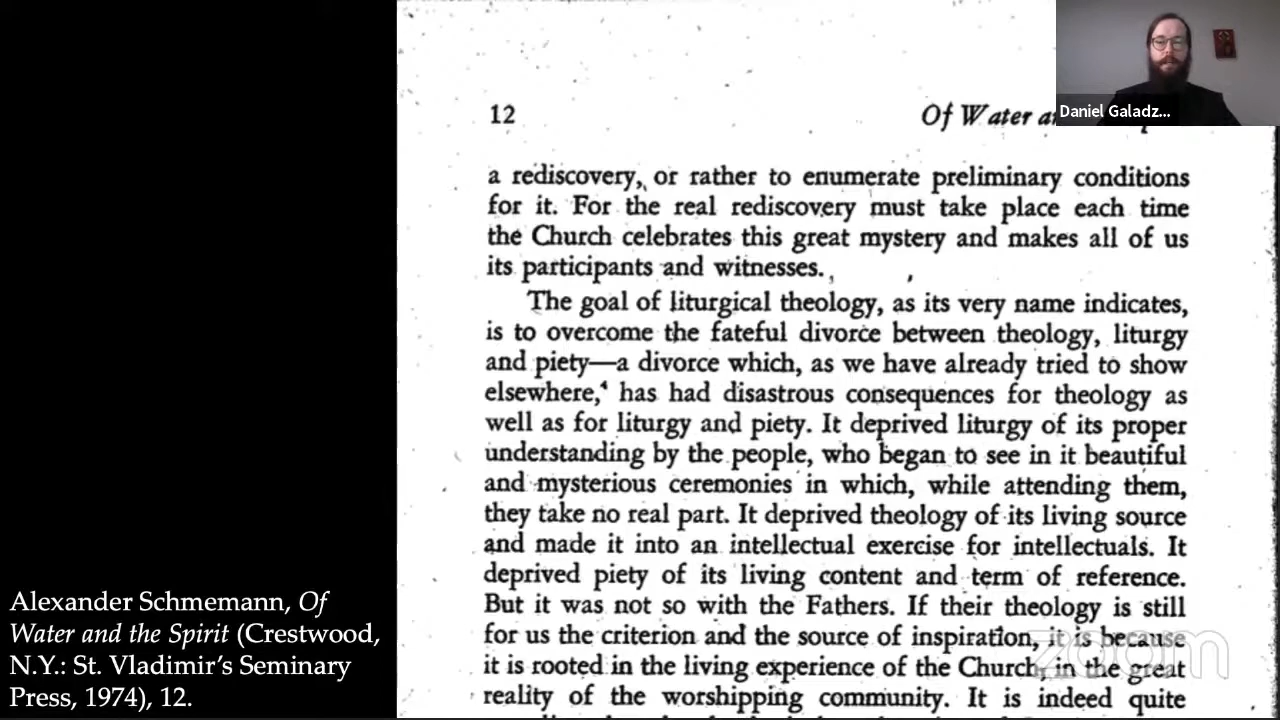 12
Of Water
Daniel Galadz...
a rediscovery, or rather to enumerate preliminary conditions
for it. For the real rediscovery must take place each time
the Church celebrates this great mystery and makes all of us
its participants and witnesses.
The goal of liturgical theology, as its very name indicates,
is to overcome the fateful divorce between theology, liturgy
and piety—a divorce which, as we have already tried to show
elsewhere,⁴ has had disastrous consequences for theology as
well as for liturgy and piety. It deprived liturgy of its proper
understanding by the people, who began to see in it beautiful
and mysterious ceremonies in which, while attending them,
they take no real part. It deprived theology of its living source
and made it into an intellectual exercise for intellectuals. It
deprived piety of its living content and term of reference.
But it was not so with the Fathers. If their theology is still
for us the criterion and the source of inspiration, it is because
it is rooted in the living experience of the Church, in the great
reality of the worshipping community. It is indeed quite
zoom
Alexander Schmemann, Of
Water and the Spirit (Crestwood,
N.Y.: St. Vladimir's Seminary
Press, 1974), 12.